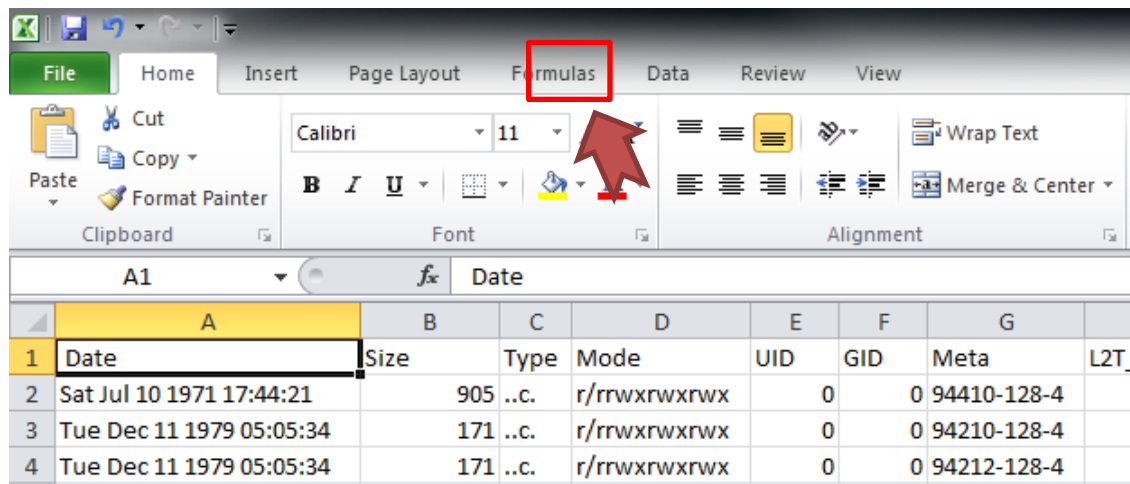 File Home Insert Page Layout Formulas Data Review View
Cut
Copy
Paste
Format Painter
Clipboard
Calibri 11
B I U
Font
Wrap Text
Merge & Center
Alignment
A1 fx Date
A B C D E F G
1 Date Size Type Mode UID GID Meta L2T_
2 Sat Jul 10 1971 17:44:21 905 ..c. r/rrwxrwxrwx 0 0 94410-128-4
3 Tue Dec 11 1979 05:05:34 171 ..c. r/rrwxrwxrwx 0 0 94210-128-4
4 Tue Dec 11 1979 05:05:34 171 ..c. r/rrwxrwxrwx 0 0 94212-128-4